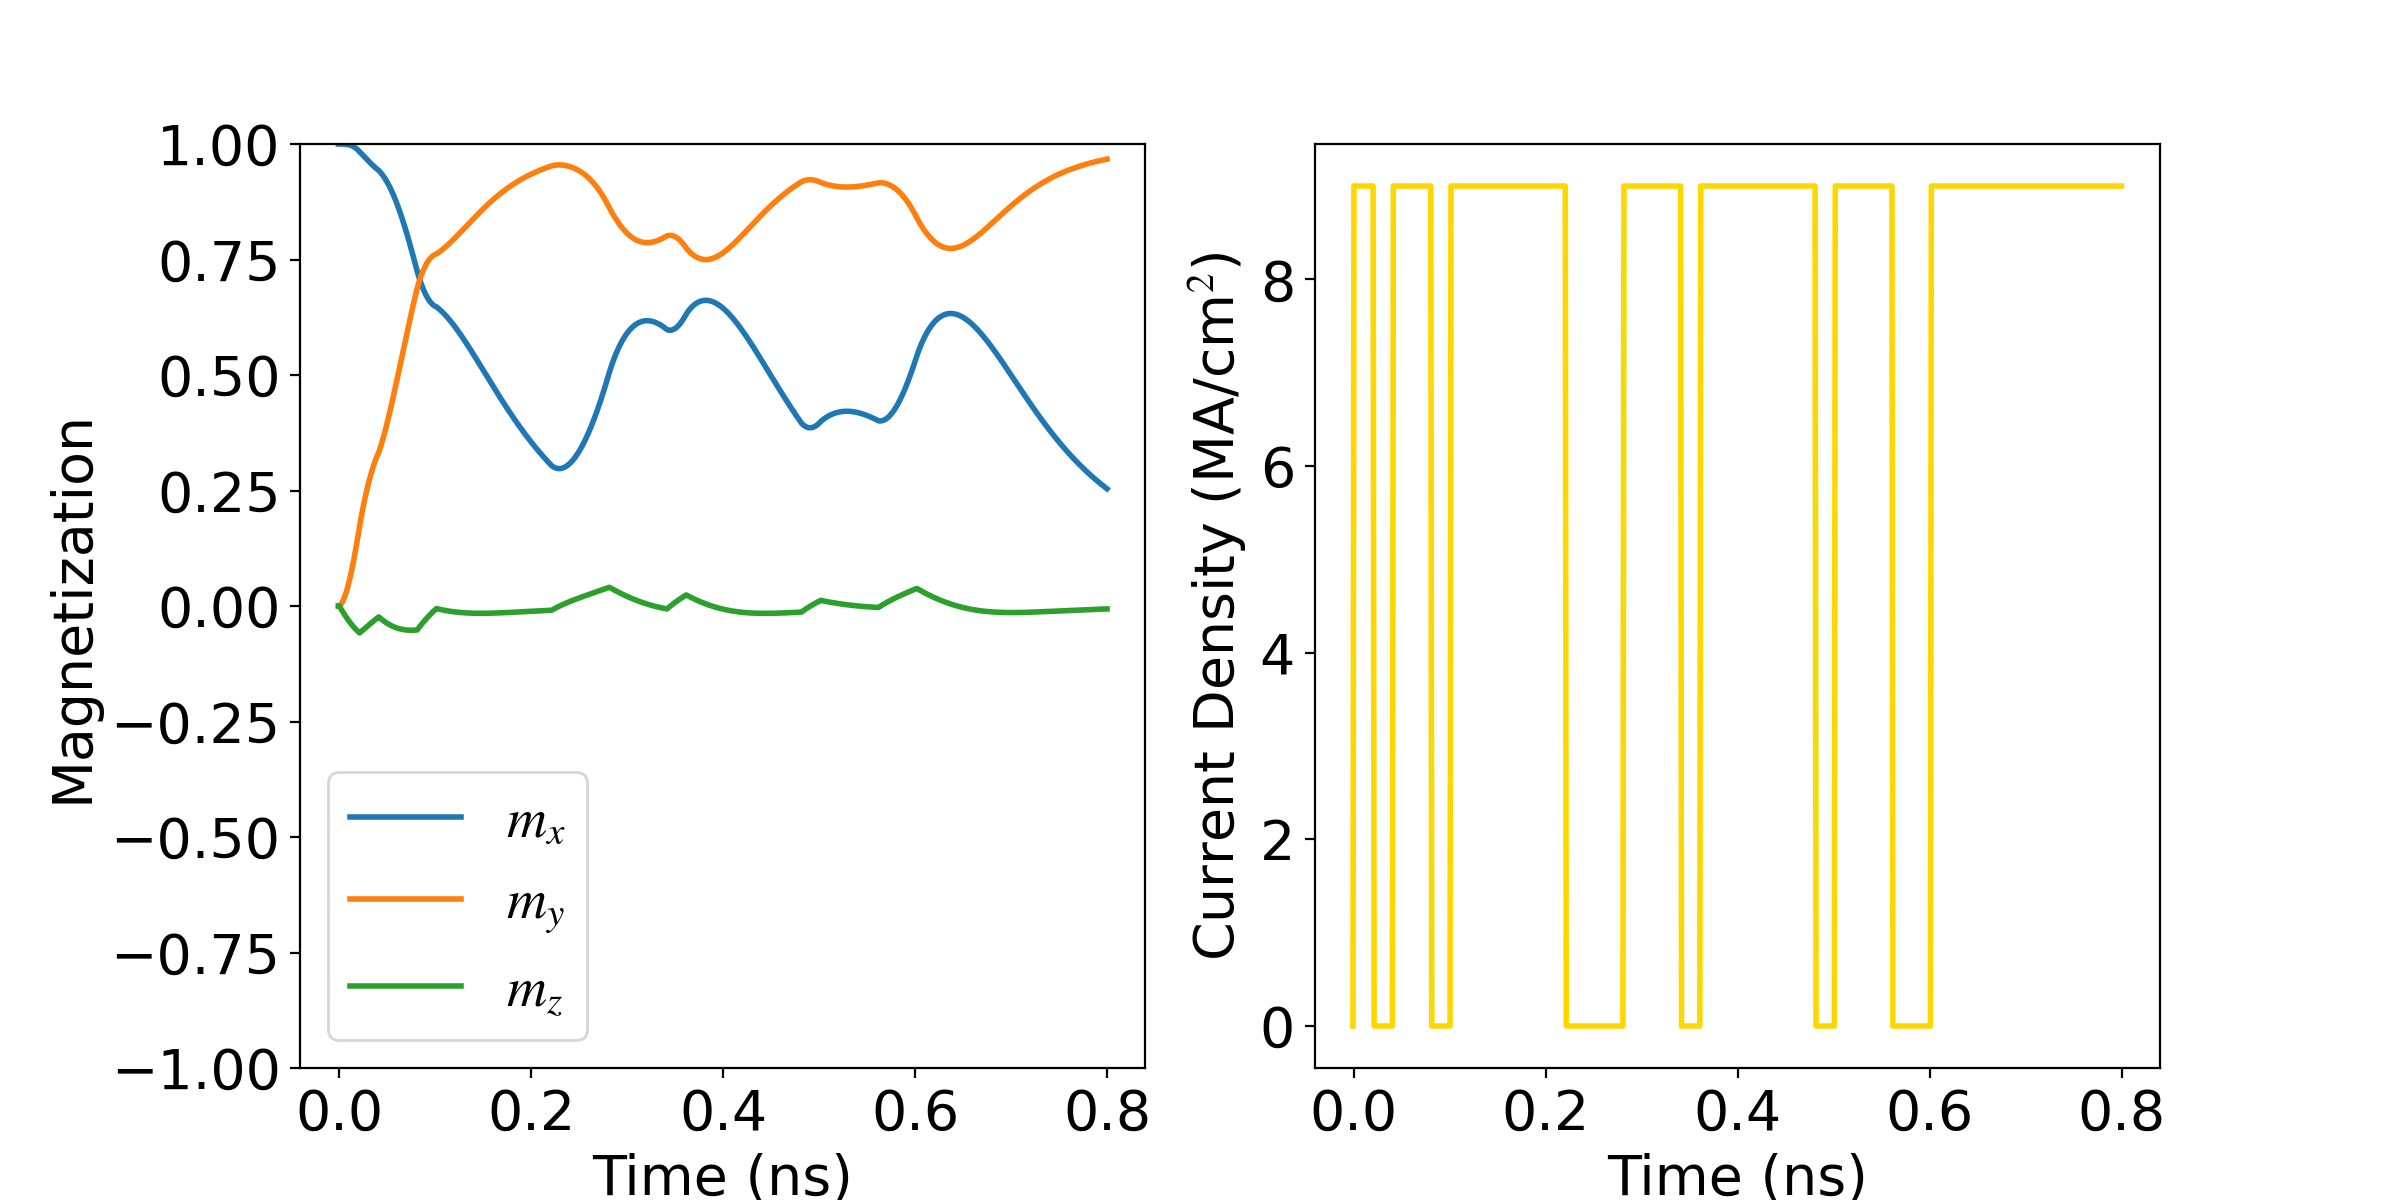 Magnetization
1.00
0.75
0.50
0.25
0.00
−0.25
−0.50
−0.75
−1.00
m_x
m_y
m_z
0.0 0.2 0.4 0.6 0.8
Time (ns)
Current Density (MA/cm²)
8
6
4
2
0
0.0 0.2 0.4 0.6 0.8
Time (ns)